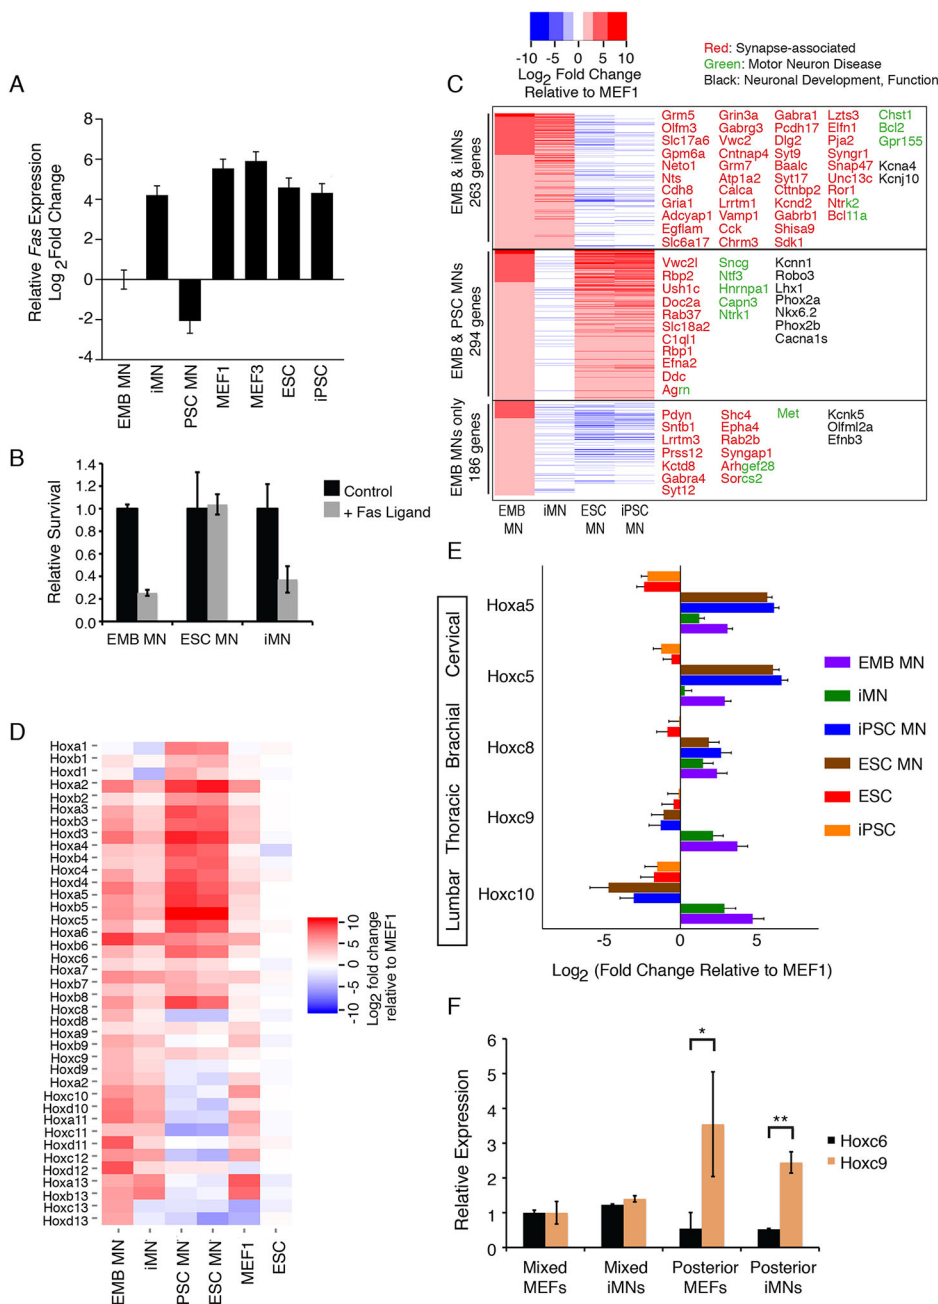 -10 -5 0 5 10
Log2 Fold Change
Relative to MEF1
Red: Synapse-associated
Green: Motor Neuron Disease
Black: Neuronal Development, Function
A
Relative Fas Expression
Log 2Fold Change
8
6
4
2
0
-2
-4
EMB MN
iMN
PSC MN
MEF1
MEF3
ESC
iPSC
B
Relative Survival
1.4
1.2
1.0
0.8
0.6
0.4
0.2
0.0
EMB MN ESC MN iMN
Control
+ Fas Ligand
C
EMB & iMNs
263 genes
Grm5 Grin3a Gabra1 Lzts3 Chst1
Olfm3 Gabrg3 Pcdh17 Elfn1 Bcl2
Slc17a6 Vwc2 Dlg2 Pja2 Gpr155
Gpm6a Cntnap4 Syt9 Syngr1
Neto1 Grm7 Baalc Snap47 Kcna4
Nts Atp1a2 Syt17 Unc13c Kcnj10
Cdh8 Calca Cttnbp2 Ror1
Gria1 Lrrtm1 Kcnd2 Ntrk2
Adcyap1 Vamp1 Gabrb1 Bcl11a
Egflam Cck Shisa9
Slc6a17 Chrm3 Sdk1
EMB & PSC MNs
294 genes
Vwc2l Sncg Kcnn1
Rbp2 Ntf3 Robo3
Ush1c Hnrnpa1 Lhx1
Doc2a Capn3 Phox2a
Rab37 Ntrk1 Nkx6.2
Slc18a2 Phox2b
C1ql1 Cacna1s
Rbp1
Efna2
Ddc
Agrn
EMB MNs only
186 genes
Pdyn Shc4 Met Kcnk5
Sntb1 Epha4 Olfml2a
Lrrtm3 Rab2b Efnb3
Prss12 Syngap1
Kctd8 Arhgef28
Gabra4 Sorcs2
Syt12
EMB iMN ESC iPSC
MN MN MN
D
Hoxa1
Hoxb1
Hoxd1
Hoxa2
Hoxb2
Hoxa3
Hoxb3
Hoxd3
Hoxa4
Hoxb4
Hoxc4
Hoxd4
Hoxa5
Hoxb5
Hoxc5
Hoxa6
Hoxb6
Hoxc6
Hoxa7
Hoxb7
Hoxb8
Hoxc8
Hoxd8
Hoxa9
Hoxb9
Hoxc9
Hoxd9
Hoxa2
Hoxc10
Hoxd10
Hoxa11
Hoxc11
Hoxd11
Hoxc12
Hoxd12
Hoxa13
Hoxb13
Hoxc13
Hoxd13
EMB MN
iMN
PSC MN
ESC MN
MEF1
ESC
10
5
0
-5
-10
Log2 fold change
relative to MEF1
E
Cervical
Brachial
Thoracic
Lumbar
Hoxa5
Hoxc5
Hoxc8
Hoxc9
Hoxc10
-5 0 5
Log2 (Fold Change Relative to MEF1)
EMB MN
iMN
iPSC MN
ESC MN
ESC
iPSC
F
Relative Expression
6
5
4
3
2
1
0
*
**
Mixed Mixed Posterior Posterior
MEFs iMNs MEFs iMNs
Hoxc6
Hoxc9